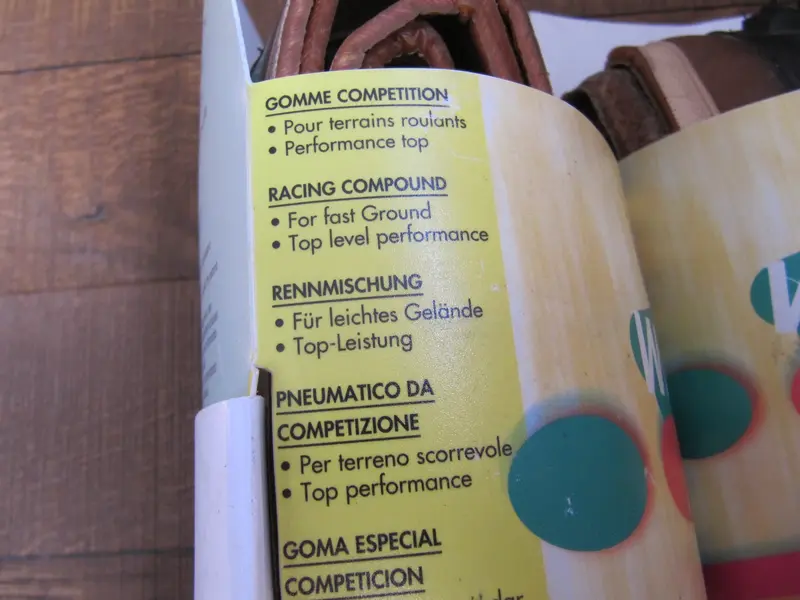 GOMME COMPETITION
• Pour terrains roulants
• Performance top
RACING COMPOUND
• For fast Ground
• Top level performance
RENNMISCHUNG
• Für leichtes Gelände
• Top-Leistung
PNEUMATICO DA
COMPETIZIONE
• Per terreno scorrevole
• Top performance
GOMA ESPECIAL
COMPETICION